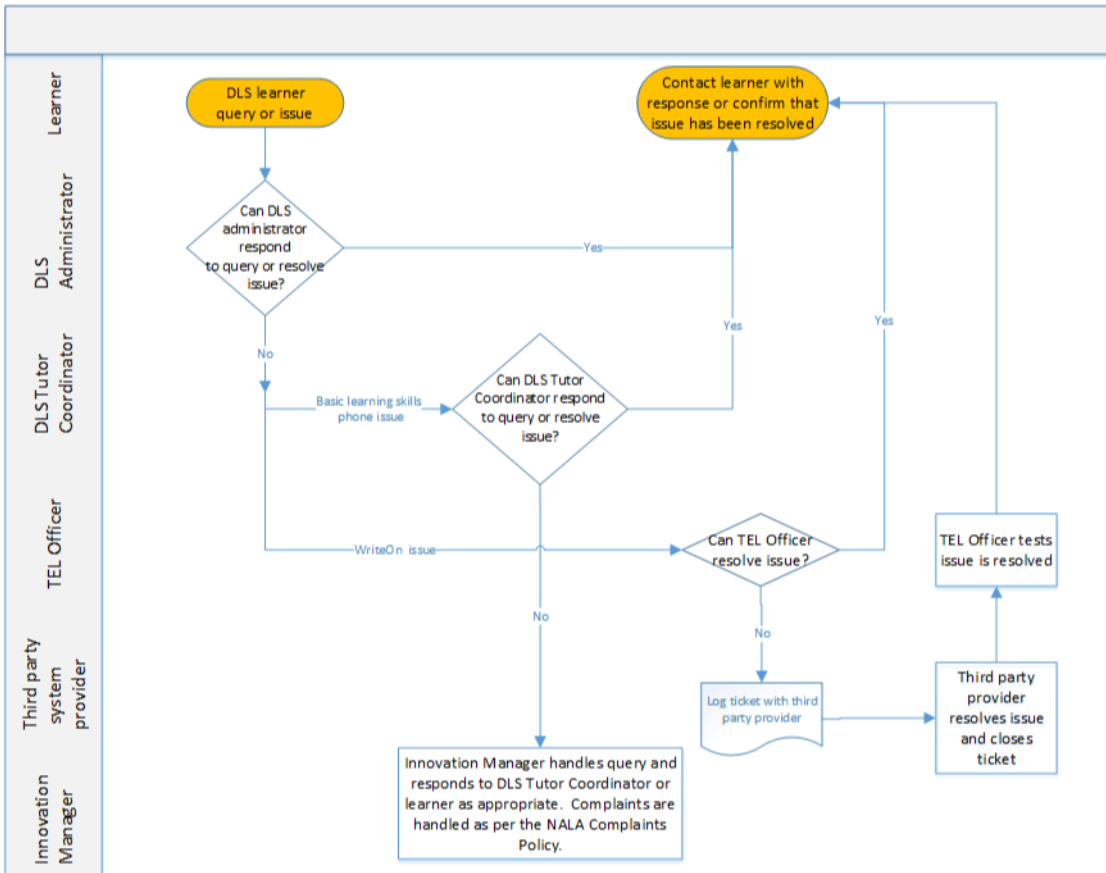 Learner
DLS learner
query or issue
Contact learner with
response or confirm that
issue has been resolved
DLS
Administrator
Can DLS
administrator
respond
to query or resolve
issue?
Yes
No
DLS Tutor
Coordinator
Basic learning skills
phone issue
Can DLS Tutor
Coordinator respond
to query or resolve
issue?
Yes
Yes
TEL Officer
WriteOn issue
Can TEL Officer
resolve issue?
TEL Officer tests
issue is resolved
No
No
Third party
system
provider
Log ticket with third
party provider
Third party
provider
resolves issue
and closes
ticket
Innovation
Manager
Innovation Manager handles query and
responds to DLS Tutor Coordinator or
learner as appropriate.  Complaints are
handled as per the NALA Complaints
Policy.